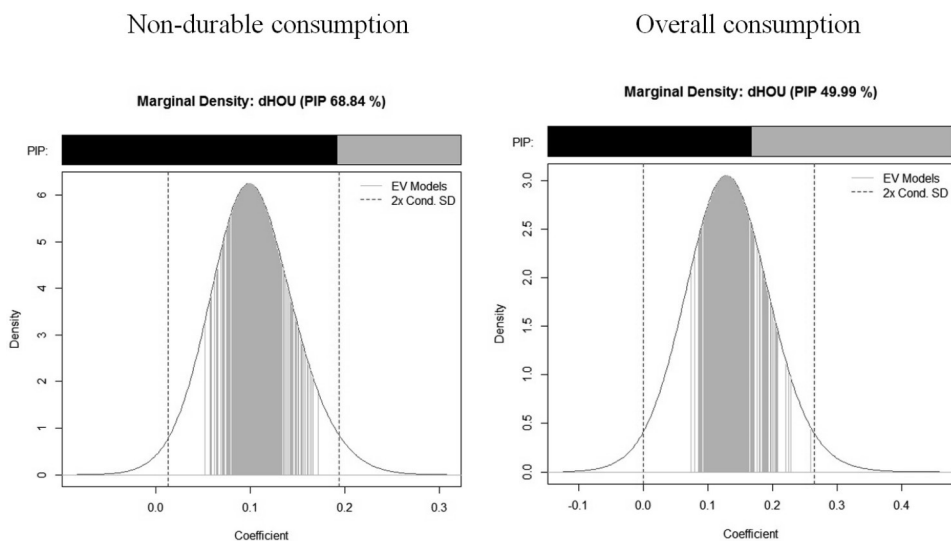 Non-durable consumption
Marginal Density: dHOU (PIP 68.84 %)
PIP:
EV Models
2x Cond. SD
Density
6
5
4
3
2
1
0
0.0 0.1 0.2 0.3
Coefficient
Overall consumption
Marginal Density: dHOU (PIP 49.99 %)
PIP:
EV Models
2x Cond. SD
Density
3.0
2.5
2.0
1.5
1.0
0.5
0.0
-0.1 0.0 0.1 0.2 0.3 0.4
Coefficient